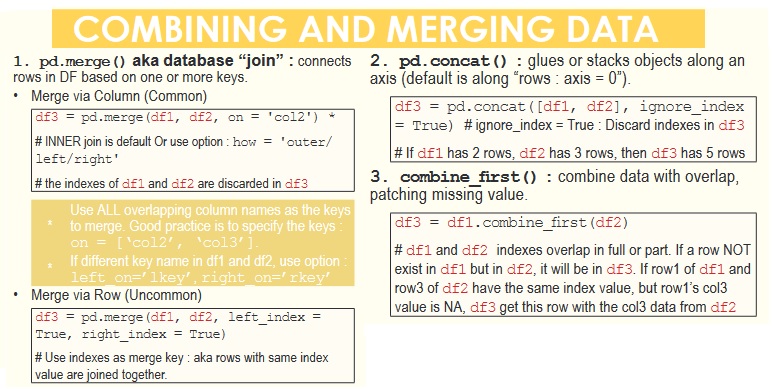 COMBINING AND MERGING DATA
1. pd.merge() aka database “join” : connects
rows in DF based on one or more keys.
• Merge via Column (Common)
df3 = pd.merge(df1, df2, on = 'col2') *
# INNER join is default Or use option : how = 'outer/
left/right'
# the indexes of df1 and df2 are discarded in df3
Use ALL overlapping column names as the keys
* to merge. Good practice is to specify the keys :
on = [‘col2’, ‘col3’].
* If different key name in df1 and df2, use option :
left_on=’lkey’, right_on=’rkey’
• Merge via Row (Uncommon)
df3 = pd.merge(df1, df2, left_index =
True, right_index = True)
# Use indexes as merge key : aka rows with same index
value are joined together.
2. pd.concat() : glues or stacks objects along an
axis (default is along “rows : axis = 0”).
df3 = pd.concat([df1, df2], ignore_index
= True) # ignore_index = True : Discard indexes in df3
# If df1 has 2 rows, df2 has 3 rows, then df3 has 5 rows
3. combine_first() : combine data with overlap,
patching missing value.
df3 = df1.combine_first(df2)
# df1 and df2 indexes overlap in full or part. If a row NOT
exist in df1 but in df2, it will be in df3. If row1 of df1 and
row3 of df2 have the same index value, but row1’s col3
value is NA, df3 get this row with the col3 data from df2